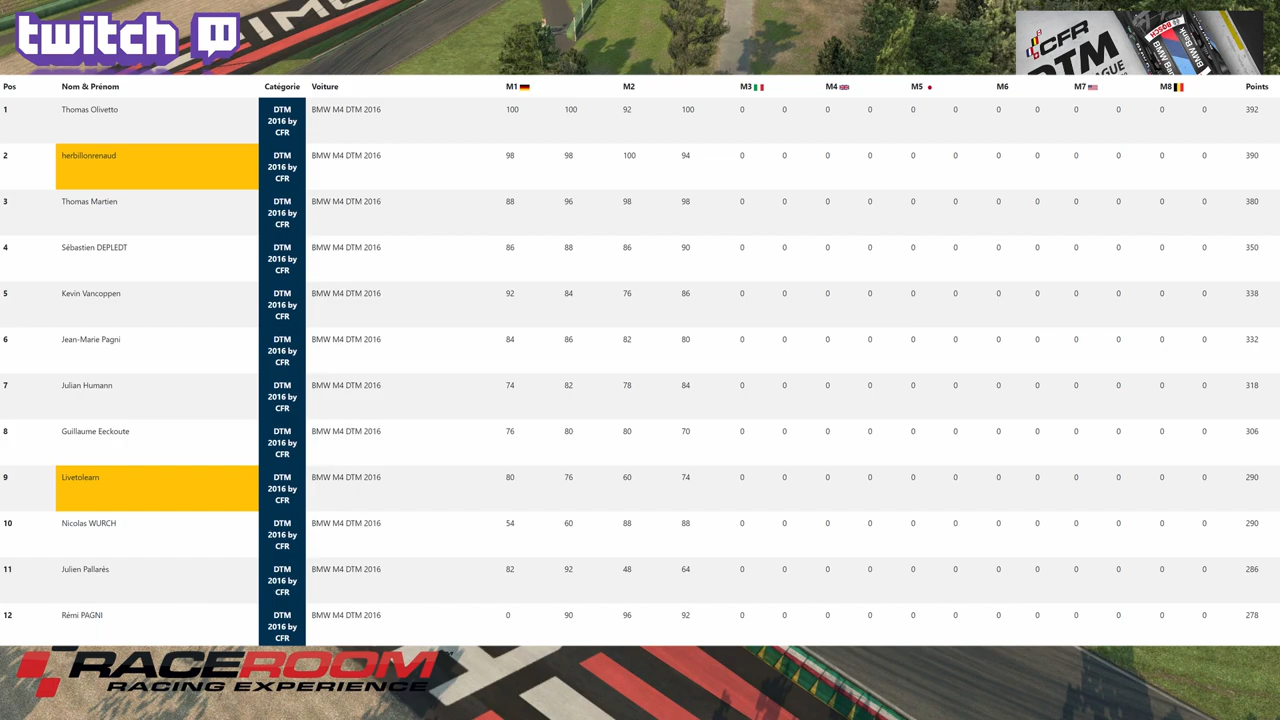 twitch
CFR
DTM
BOSCH
BMW Bank
Pos Nom & Prénom Catégorie Voiture M1 M2 M3 M4 M5 M6 M7 M8 Points
1 Thomas Olivetto DTM 2016 by CFR BMW M4 DTM 2016 100 100 92 100 0 0 0 0 0 0 0 0 0 0 0 0 392
2 herbillonrenaud DTM 2016 by CFR BMW M4 DTM 2016 98 98 100 94 0 0 0 0 0 0 0 0 0 0 0 0 390
3 Thomas Martien DTM 2016 by CFR BMW M4 DTM 2016 88 96 98 98 0 0 0 0 0 0 0 0 0 0 0 0 380
4 Sébastien DEPLEDT DTM 2016 by CFR BMW M4 DTM 2016 86 88 86 90 0 0 0 0 0 0 0 0 0 0 0 0 350
5 Kevin Vancoppen DTM 2016 by CFR BMW M4 DTM 2016 92 84 76 86 0 0 0 0 0 0 0 0 0 0 0 0 338
6 Jean-Marie Pagni DTM 2016 by CFR BMW M4 DTM 2016 84 86 82 80 0 0 0 0 0 0 0 0 0 0 0 0 332
7 Julian Humann DTM 2016 by CFR BMW M4 DTM 2016 74 82 78 84 0 0 0 0 0 0 0 0 0 0 0 0 318
8 Guillaume Eeckoute DTM 2016 by CFR BMW M4 DTM 2016 76 80 80 70 0 0 0 0 0 0 0 0 0 0 0 0 306
9 Livetolearn DTM 2016 by CFR BMW M4 DTM 2016 80 76 60 74 0 0 0 0 0 0 0 0 0 0 0 0 290
10 Nicolas WURCH DTM 2016 by CFR BMW M4 DTM 2016 54 60 88 88 0 0 0 0 0 0 0 0 0 0 0 0 290
11 Julien Pallarès DTM 2016 by CFR BMW M4 DTM 2016 82 92 48 64 0 0 0 0 0 0 0 0 0 0 0 0 286
12 Rémi PAGNI DTM 2016 by CFR BMW M4 DTM 2016 0 90 96 92 0 0 0 0 0 0 0 0 0 0 0 0 278
RACEROOM
RACING EXPERIENCE